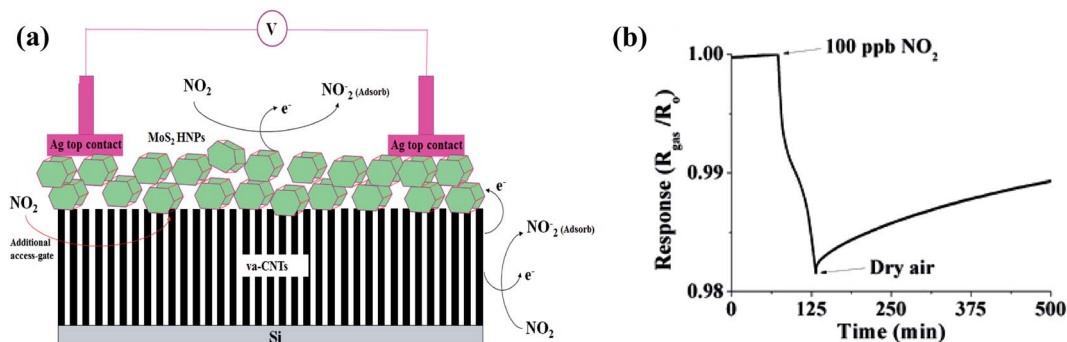 (a)
V
NO₂
NO⁻₂ (Adsorb)
e⁻
Ag top contact
MoS₂ HNPs
Ag top contact
e⁻
NO₂
Additional
access-gate
NO⁻₂ (Adsorb)
va-CNTs
e⁻
NO₂
Si
(b)
1.00
100 ppb NO₂
0.99
Response (R_gas/R_o)
Dry air
0.98
0 125 250 375 500
Time (min)